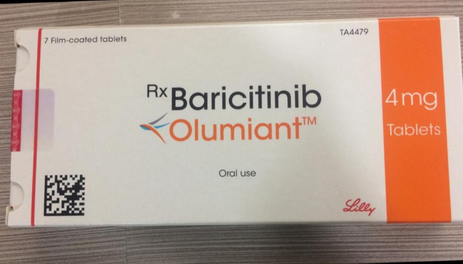 7 Film-coated tablets
TA4479
Rx Baricitinib
Olumiant™
4mg
Tablets
Oral use
Lilly